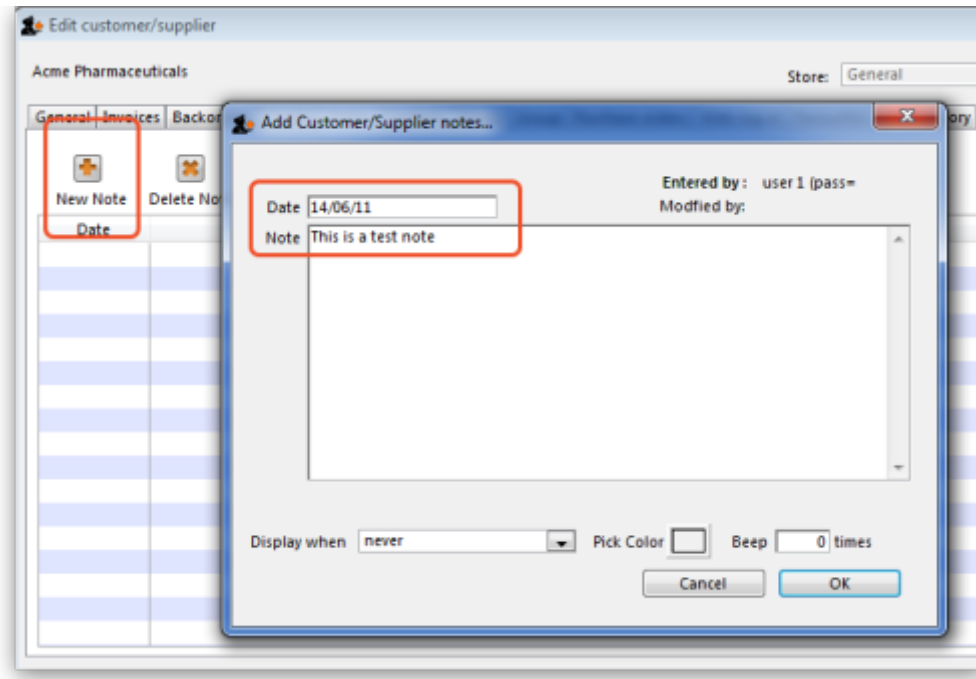 Edit customer/supplier
Acme Pharmaceuticals
Store: General
General Invoices Backor
ory
New Note Delete No
Date
Add Customer/Supplier notes...
Entered by: user 1 (pass=
Modfied by:
Date 14/06/11
Note This is a test note
Display when never Pick Color Beep 0 times
Cancel OK